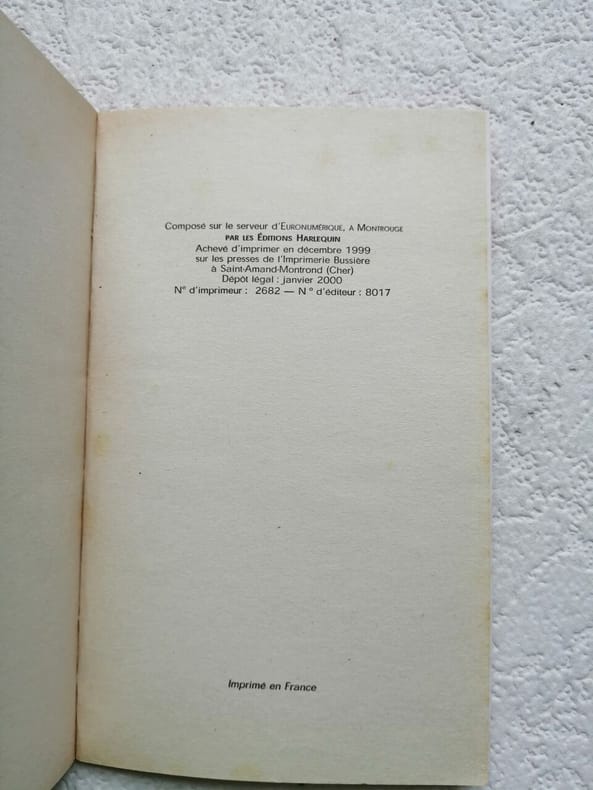 Composé sur le serveur d'EURONUMÉRIQUE, A MONTROUGE
PAR LES ÉDITIONS HARLEQUIN
Achevé d'imprimer en décembre 1999
sur les presses de l'Imprimerie Bussière
à Saint-Amand-Montrond (Cher)
Dépôt légal : janvier 2000
N° d'imprimeur : 2682 — N° d'éditeur : 8017
Imprimé en France